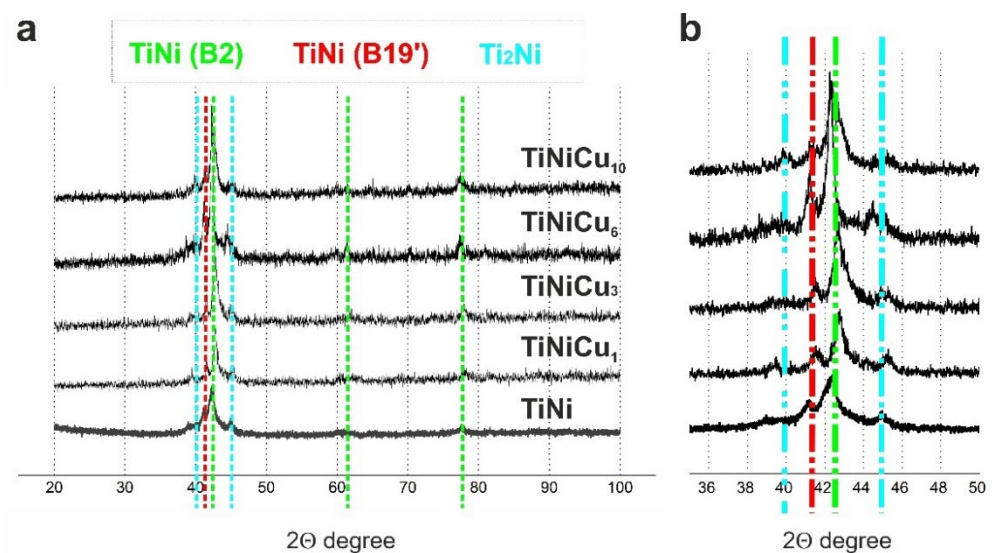 a
TiNi (B2) TiNi (B19') Ti₂Ni
TiNiCu₁₀
TiNiCu₆
TiNiCu₃
TiNiCu₁
TiNi
20 30 40 50 60 70 80 90 100
2Θ degree
b
36 38 40 42 44 46 48 50
2Θ degree